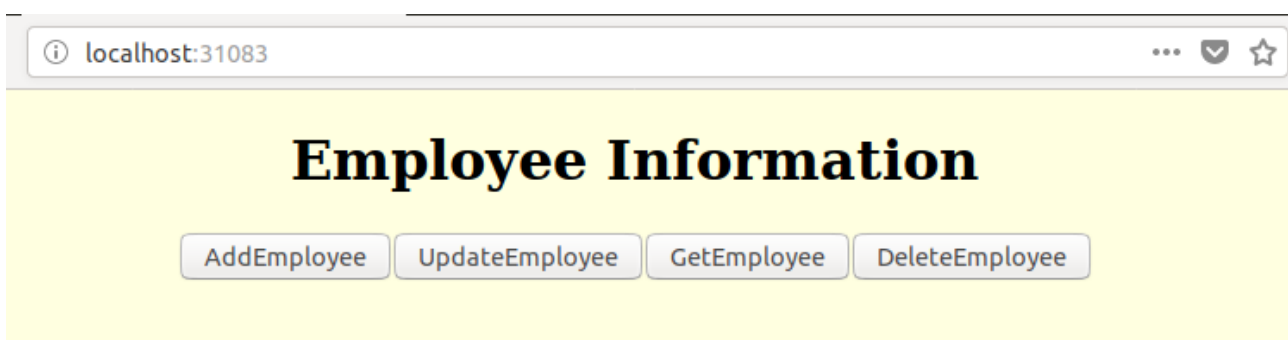 localhost:31083
Employee Information
AddEmployee UpdateEmployee GetEmployee DeleteEmployee